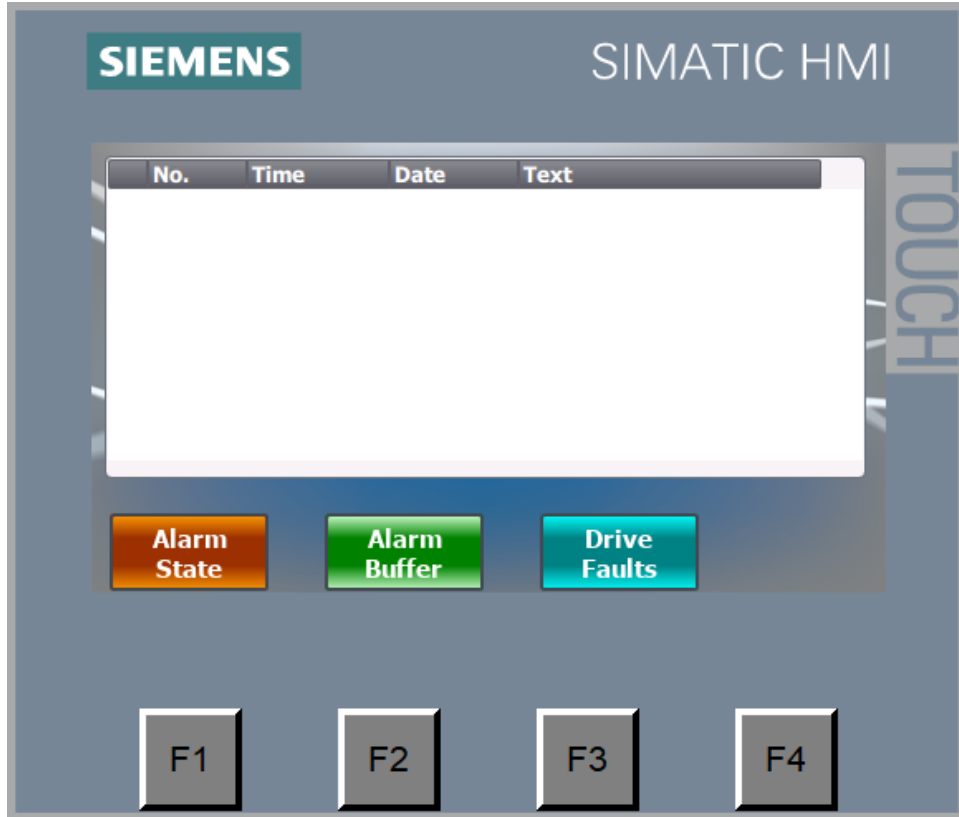 SIEMENS SIMATIC HMI
TOUCH
No. Time Date Text
Alarm State
Alarm Buffer
Drive Faults
F1 F2 F3 F4